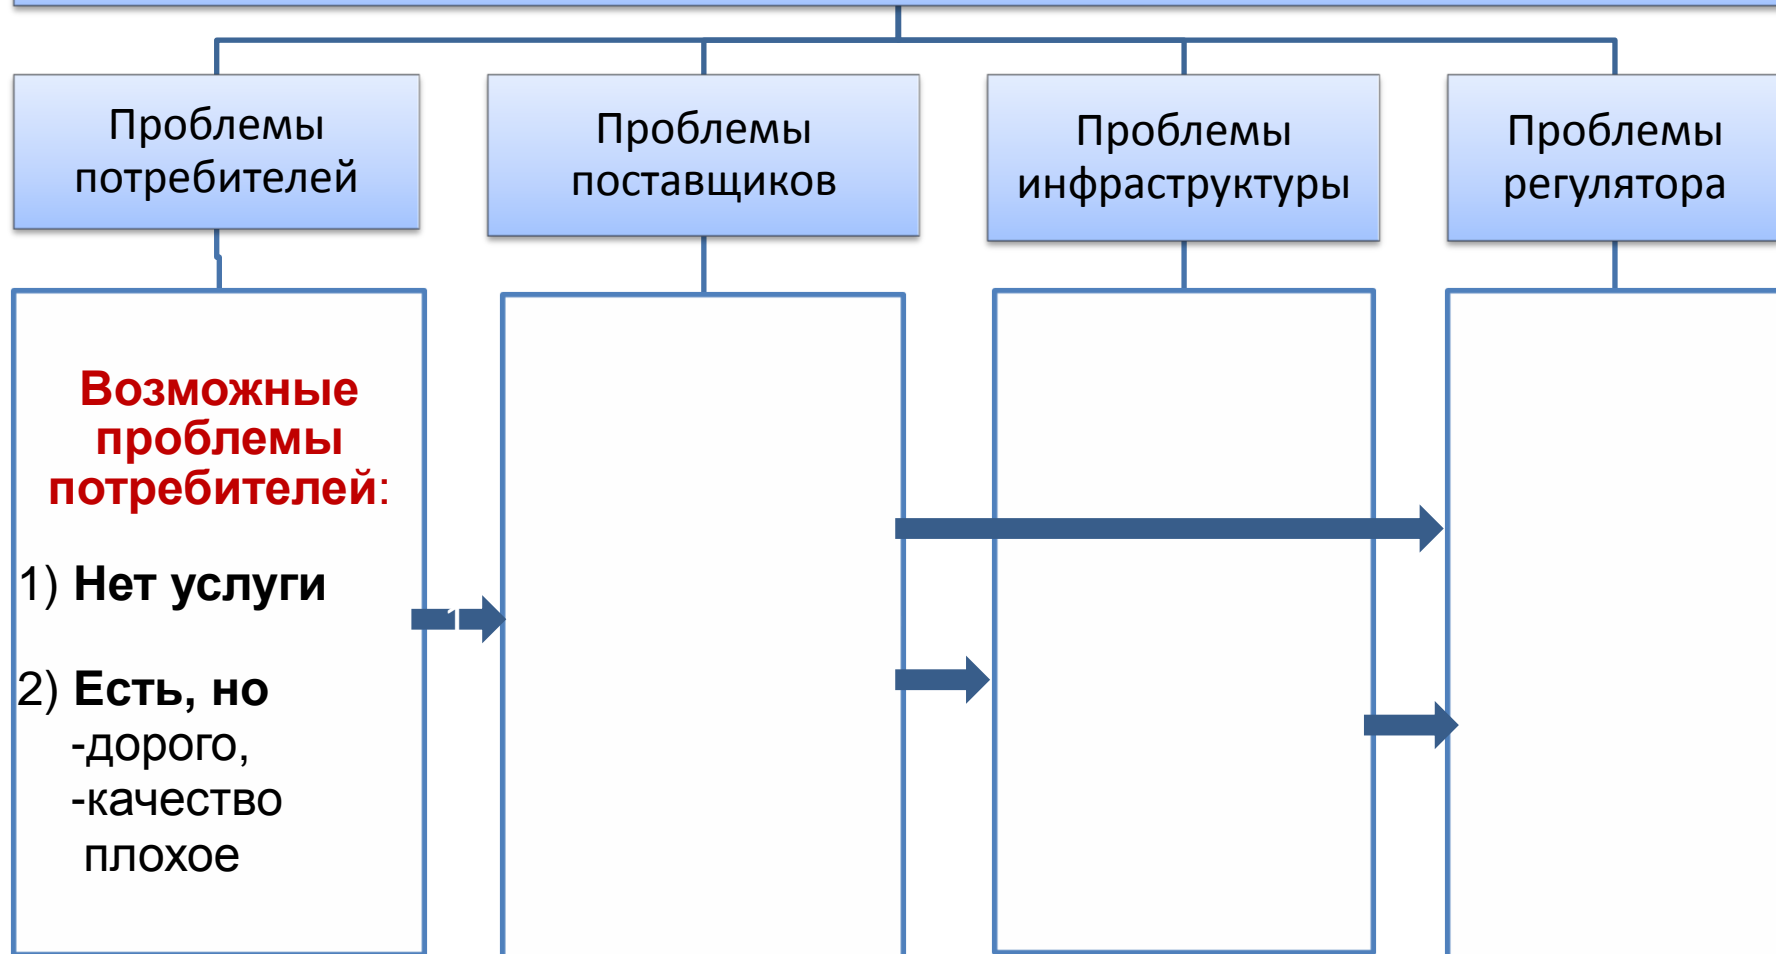 Проблемы
потребителей
Проблемы
поставщиков
Проблемы
инфраструктуры
Проблемы
регулятора
Возможные
проблемы
потребителей:
1) Нет услуги
2) Есть, но
-дорого,
-качество
плохое